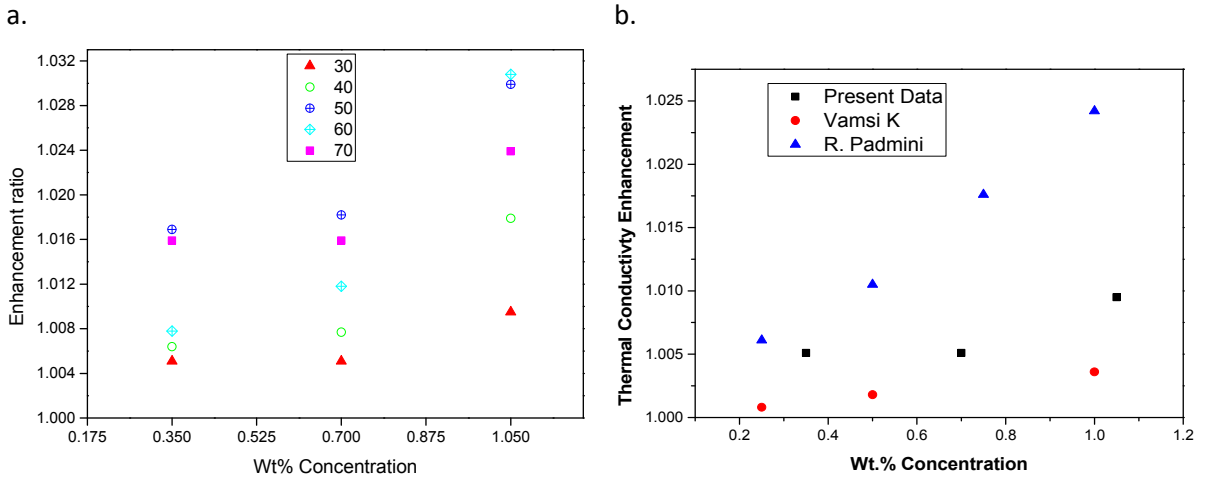 a.
Enhancement ratio
1.032
1.028
1.024
1.020
1.016
1.012
1.008
1.004
1.000
30
40
50
60
70
0.175 0.350 0.525 0.700 0.875 1.050
Wt% Concentration
b.
Thermal Conductivty Enhancement
1.025
1.020
1.015
1.010
1.005
1.000
Present Data
Vamsi K
R. Padmini
0.2 0.4 0.6 0.8 1.0 1.2
Wt.% Concentration